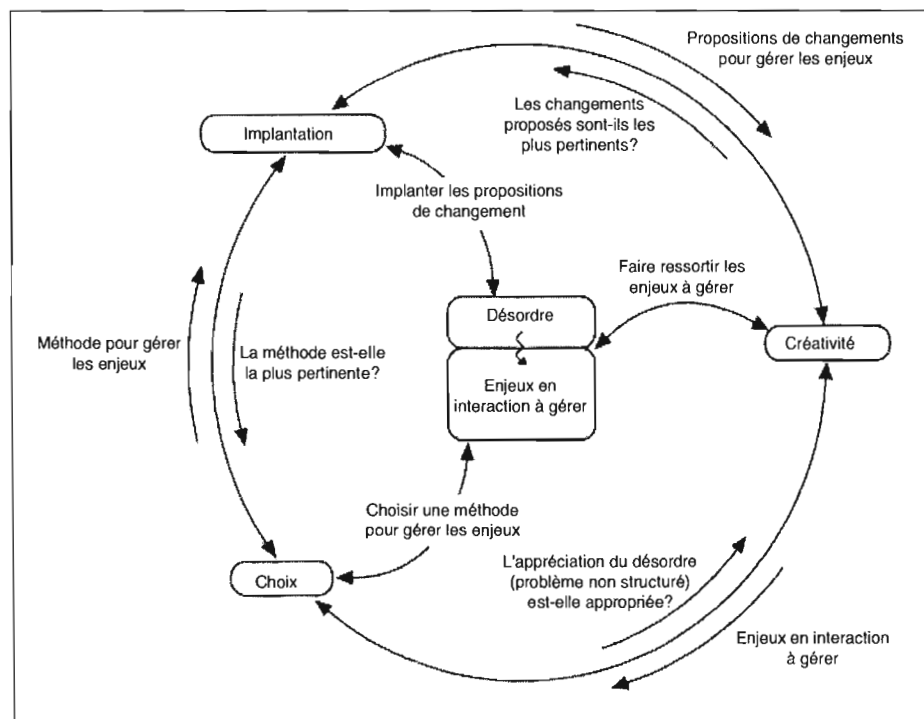 Propositions de changements
pour gérer les enjeux
Les changements
proposés sont-ils les
plus pertinents?
Implantation
Implanter les propositions
de changement
Faire ressortir les
enjeux à gérer
Désordre
Créativité
Méthode pour gérer
les enjeux
La méthode est-elle
la plus pertinente?
Enjeux en
interaction à gérer
Choisir une méthode
pour gérer les enjeux
L'appréciation du désordre
(problème non structuré)
est-elle appropriée?
Choix
Enjeux en interaction
à gérer